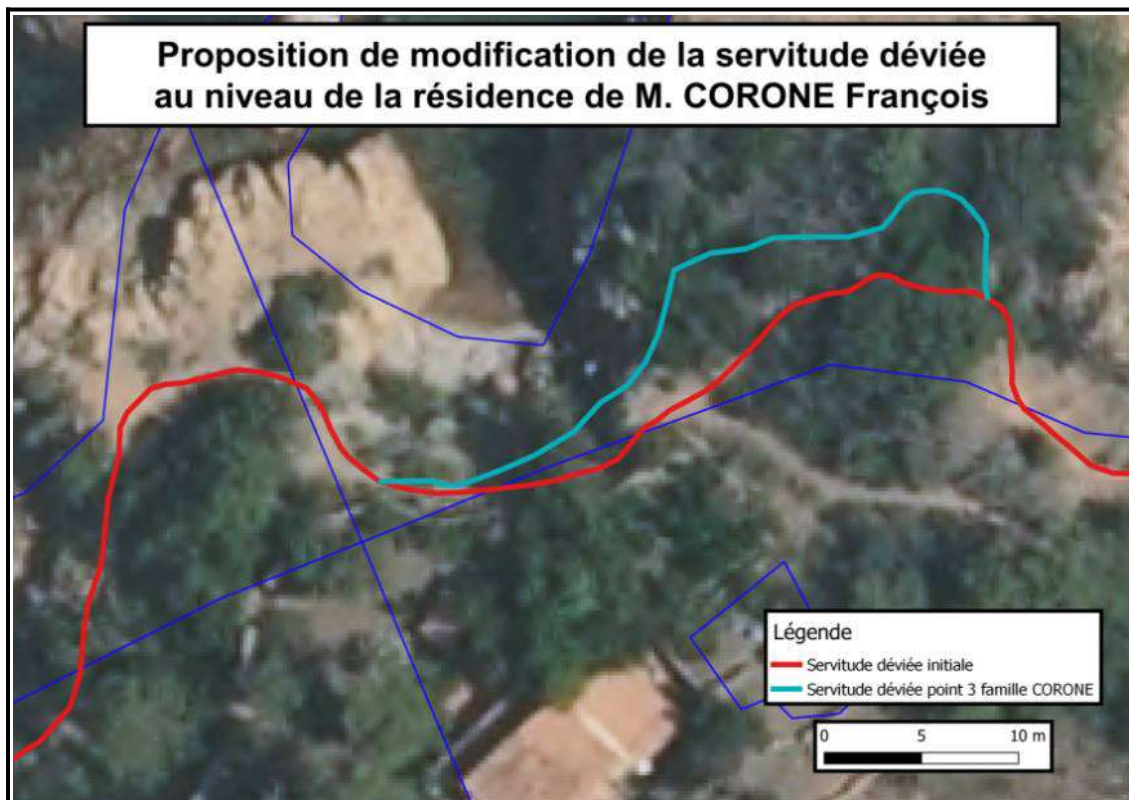 Proposition de modification de la servitude déviée
au niveau de la résidence de M. CORONE François
Légende
Servitude déviée initiale
Servitude déviée point 3 famille CORONE
0 5 10 m